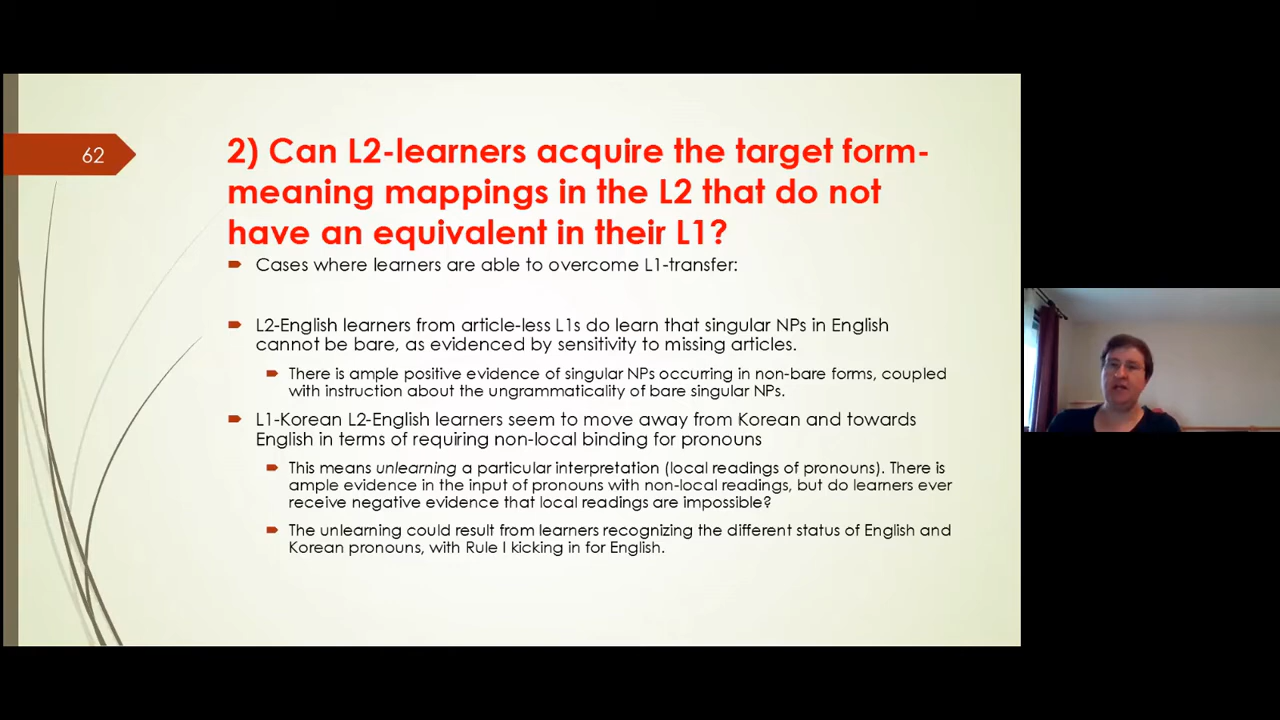 62
2) Can L2-learners acquire the target form-
meaning mappings in the L2 that do not
have an equivalent in their L1?
Cases where learners are able to overcome L1-transfer:
L2-English learners from article-less L1s do learn that singular NPs in English
cannot be bare, as evidenced by sensitivity to missing articles.
There is ample positive evidence of singular NPs occurring in non-bare forms, coupled
with instruction about the ungrammaticality of bare singular NPs.
L1-Korean L2-English learners seem to move away from Korean and towards
English in terms of requiring non-local binding for pronouns
This means unlearning a particular interpretation (local readings of pronouns). There is
ample evidence in the input of pronouns with non-local readings, but do learners ever
receive negative evidence that local readings are impossible?
The unlearning could result from learners recognizing the different status of English and
Korean pronouns, with Rule I kicking in for English.